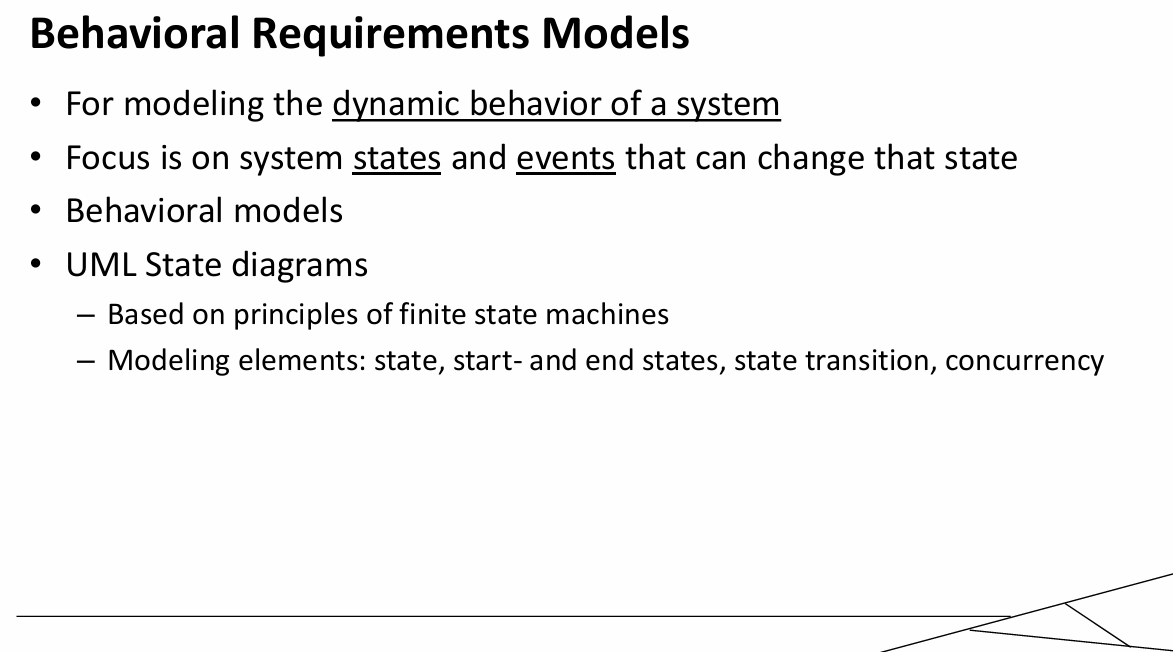 Behavioral Requirements Models
• For modeling the dynamic behavior of a system
• Focus is on system states and events that can change that state
• Behavioral models
• UML State diagrams
– Based on principles of finite state machines
– Modeling elements: state, start- and end states, state transition, concurrency